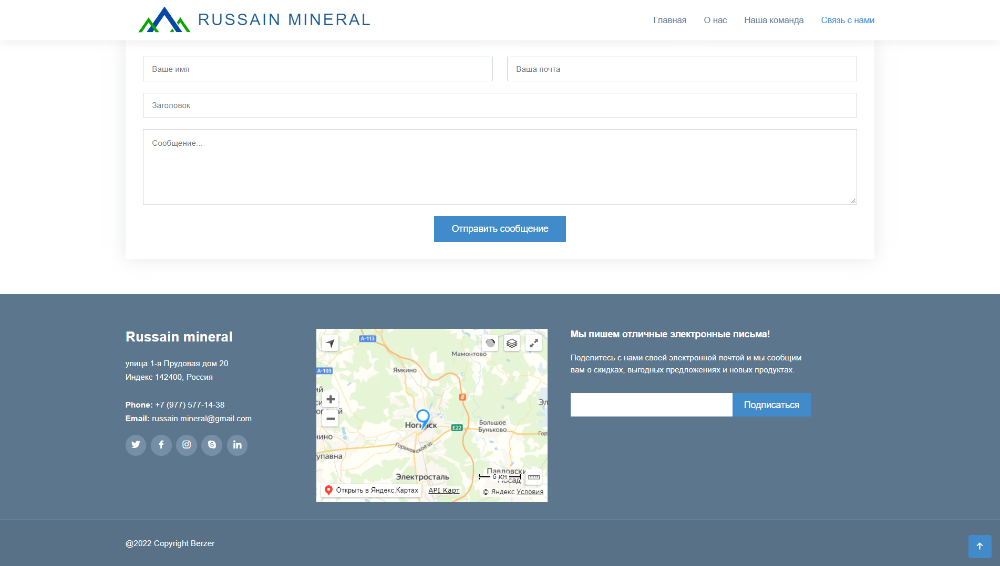 RUSSAIN MINERAL
Главная
О нас
Наша команда
Связь с нами
Ваше имя
Ваша почта
Заголовок
Сообщение...
Отправить сообщение
Russain mineral
улица 1-я Прудовая дом 20
Индекс 142400, Россия
Phone: +7 (977) 577-14-38
Email: russain.mineral@gmail.com
А-113
Мамонтово
А-103
Ямкино
Ногинск
Е22
Большое
Буньково
Гор
нино
Горьковское ш.
упавна
Электросталь
Павловски
Посад
6 км
Открыть в Яндекс.Картах
API Карт
© Яндекс Условия
Мы пишем отличные электронные письма!
Поделитесь с нами своей электронной почтой и мы сообщим
вам о скидках, выгодных предложениях и новых продуктах.
Подписаться
@2022 Copyright Berzer